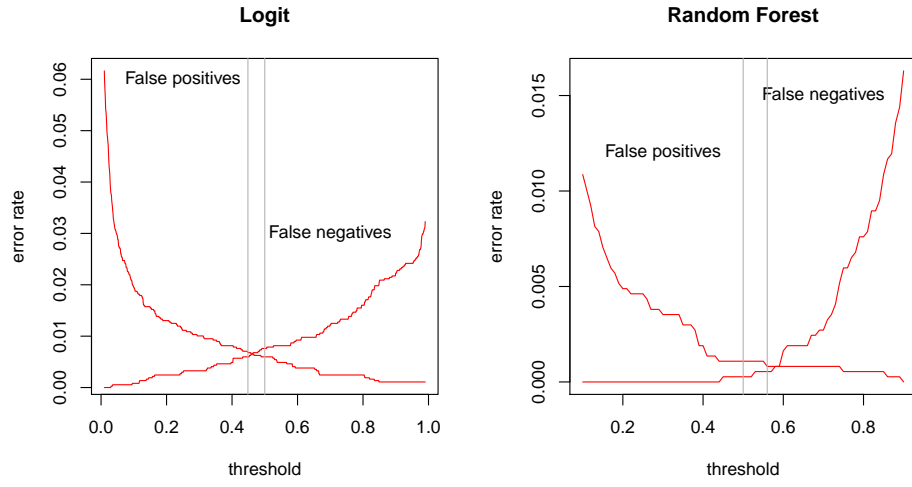 Logit
False positives
False negatives
error rate
0.00
0.01
0.02
0.03
0.04
0.05
0.06
0.0
0.2
0.4
0.6
0.8
1.0
threshold
Random Forest
False negatives
False positives
error rate
0.000
0.005
0.010
0.015
0.2
0.4
0.6
0.8
threshold